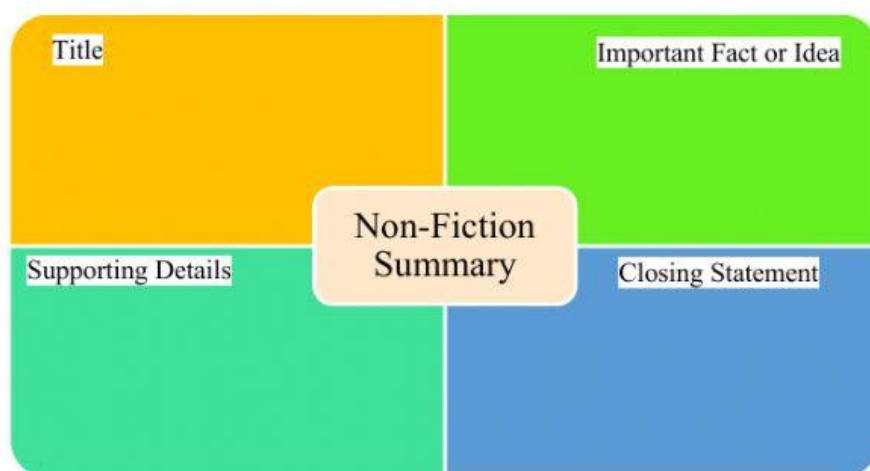 Title
Important Fact or Idea
Non-Fiction
Summary
Supporting Details
Closing Statement